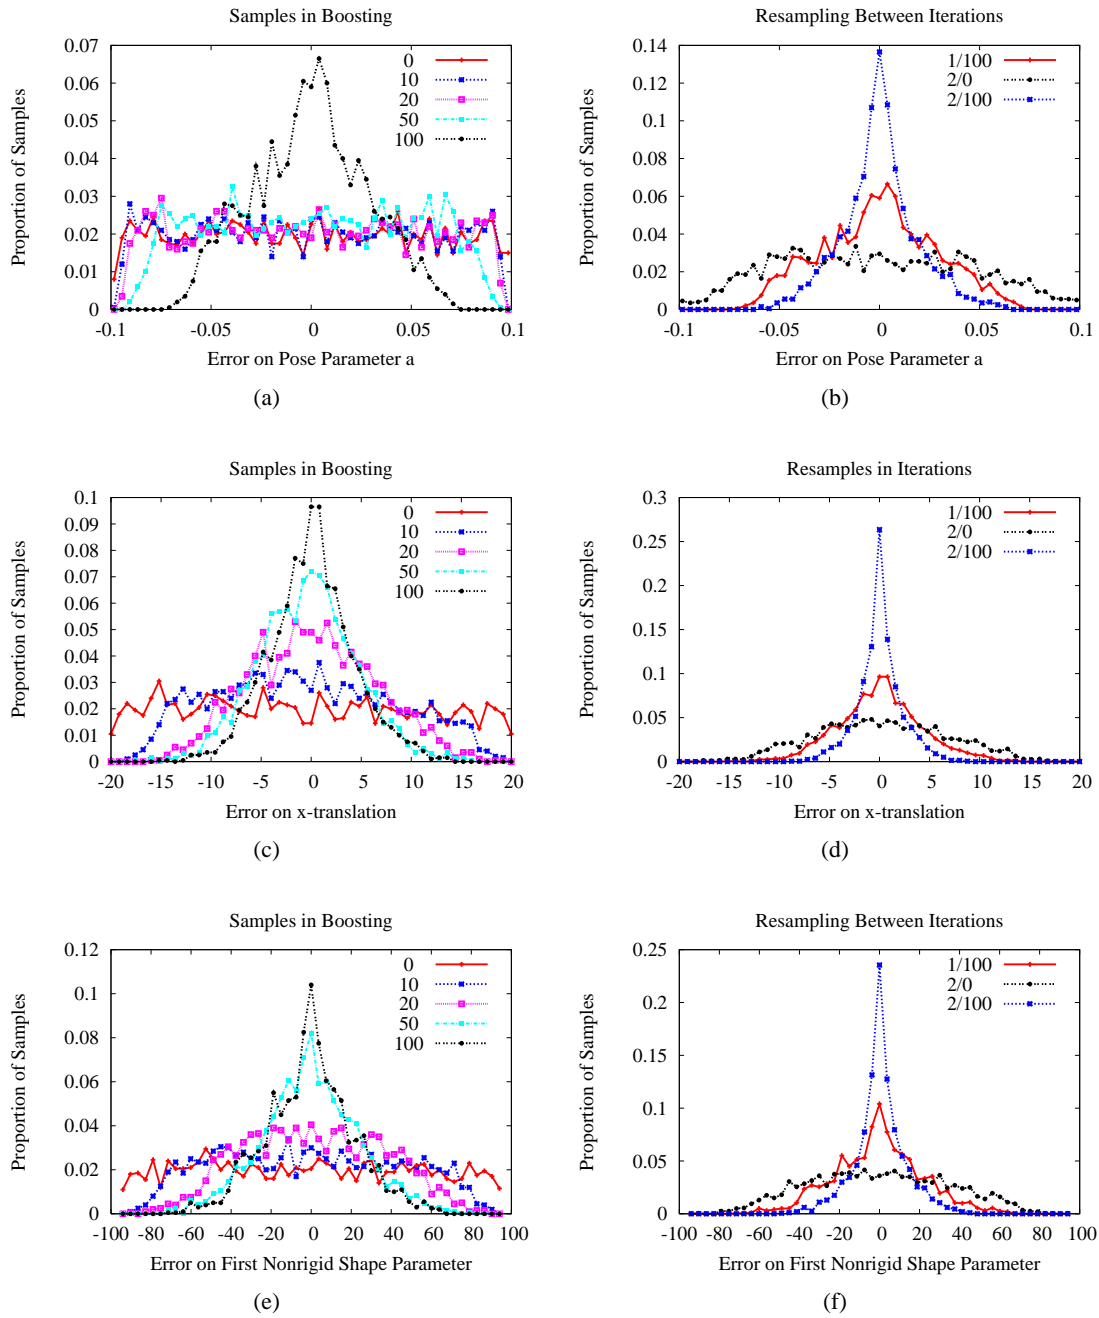 Samples in Boosting
0.07
0.06
0.05
0.04
0.03
0.02
0.01
0
Proportion of Samples
0
10
20
50
100
-0.1 -0.05 0 0.05 0.1
Error on Pose Parameter a
(a)
Resampling Between Iterations
0.14
0.12
0.1
0.08
0.06
0.04
0.02
0
Proportion of Samples
1/100
2/0
2/100
-0.1 -0.05 0 0.05 0.1
Error on Pose Parameter a
(b)
Samples in Boosting
0.1
0.09
0.08
0.07
0.06
0.05
0.04
0.03
0.02
0.01
0
Proportion of Samples
0
10
20
50
100
-20 -15 -10 -5 0 5 10 15 20
Error on x-translation
(c)
Resamples in Iterations
0.3
0.25
0.2
0.15
0.1
0.05
0
Proportion of Samples
1/100
2/0
2/100
-20 -15 -10 -5 0 5 10 15 20
Error on x-translation
(d)
Samples in Boosting
0.12
0.1
0.08
0.06
0.04
0.02
0
Proportion of Samples
0
10
20
50
100
-100 -80 -60 -40 -20 0 20 40 60 80 100
Error on First Nonrigid Shape Parameter
(e)
Resampling Between Iterations
0.25
0.2
0.15
0.1
0.05
0
Proportion of Samples
1/100
2/0
2/100
-100 -80 -60 -40 -20 0 20 40 60 80 100
Error on First Nonrigid Shape Parameter
(f)